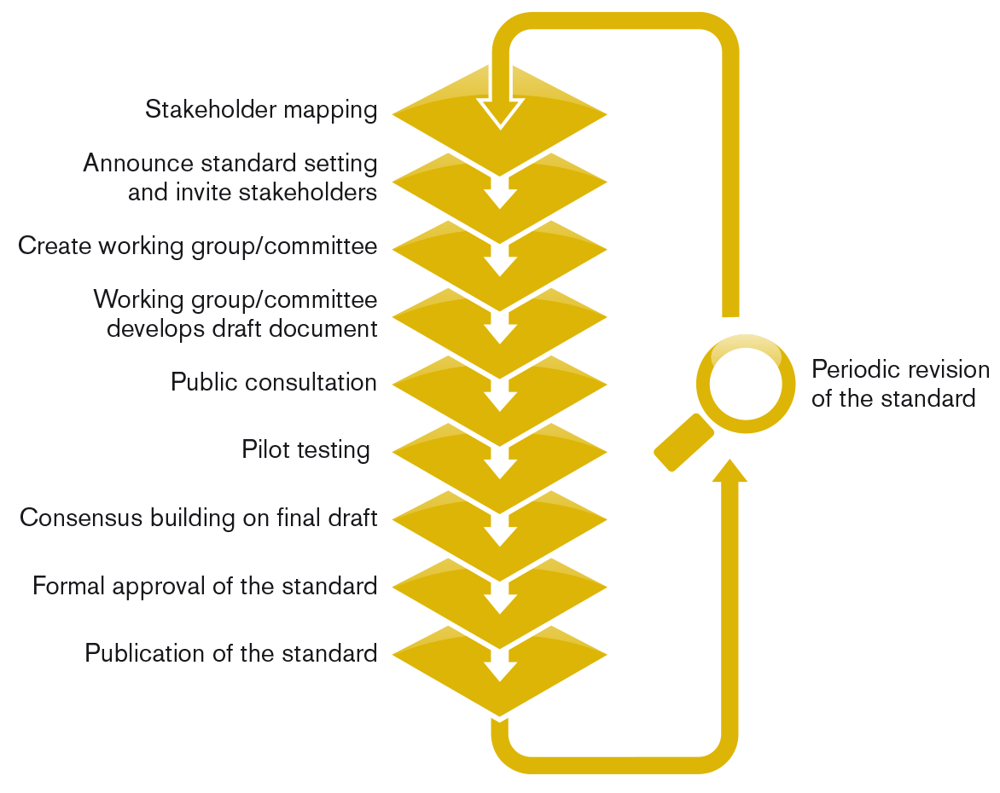 Stakeholder mapping
Announce standard setting
and invite stakeholders
Create working group/committee
Working group/committee
develops draft document
Public consultation
Pilot testing
Consensus building on final draft
Formal approval of the standard
Publication of the standard
Periodic revision
of the standard